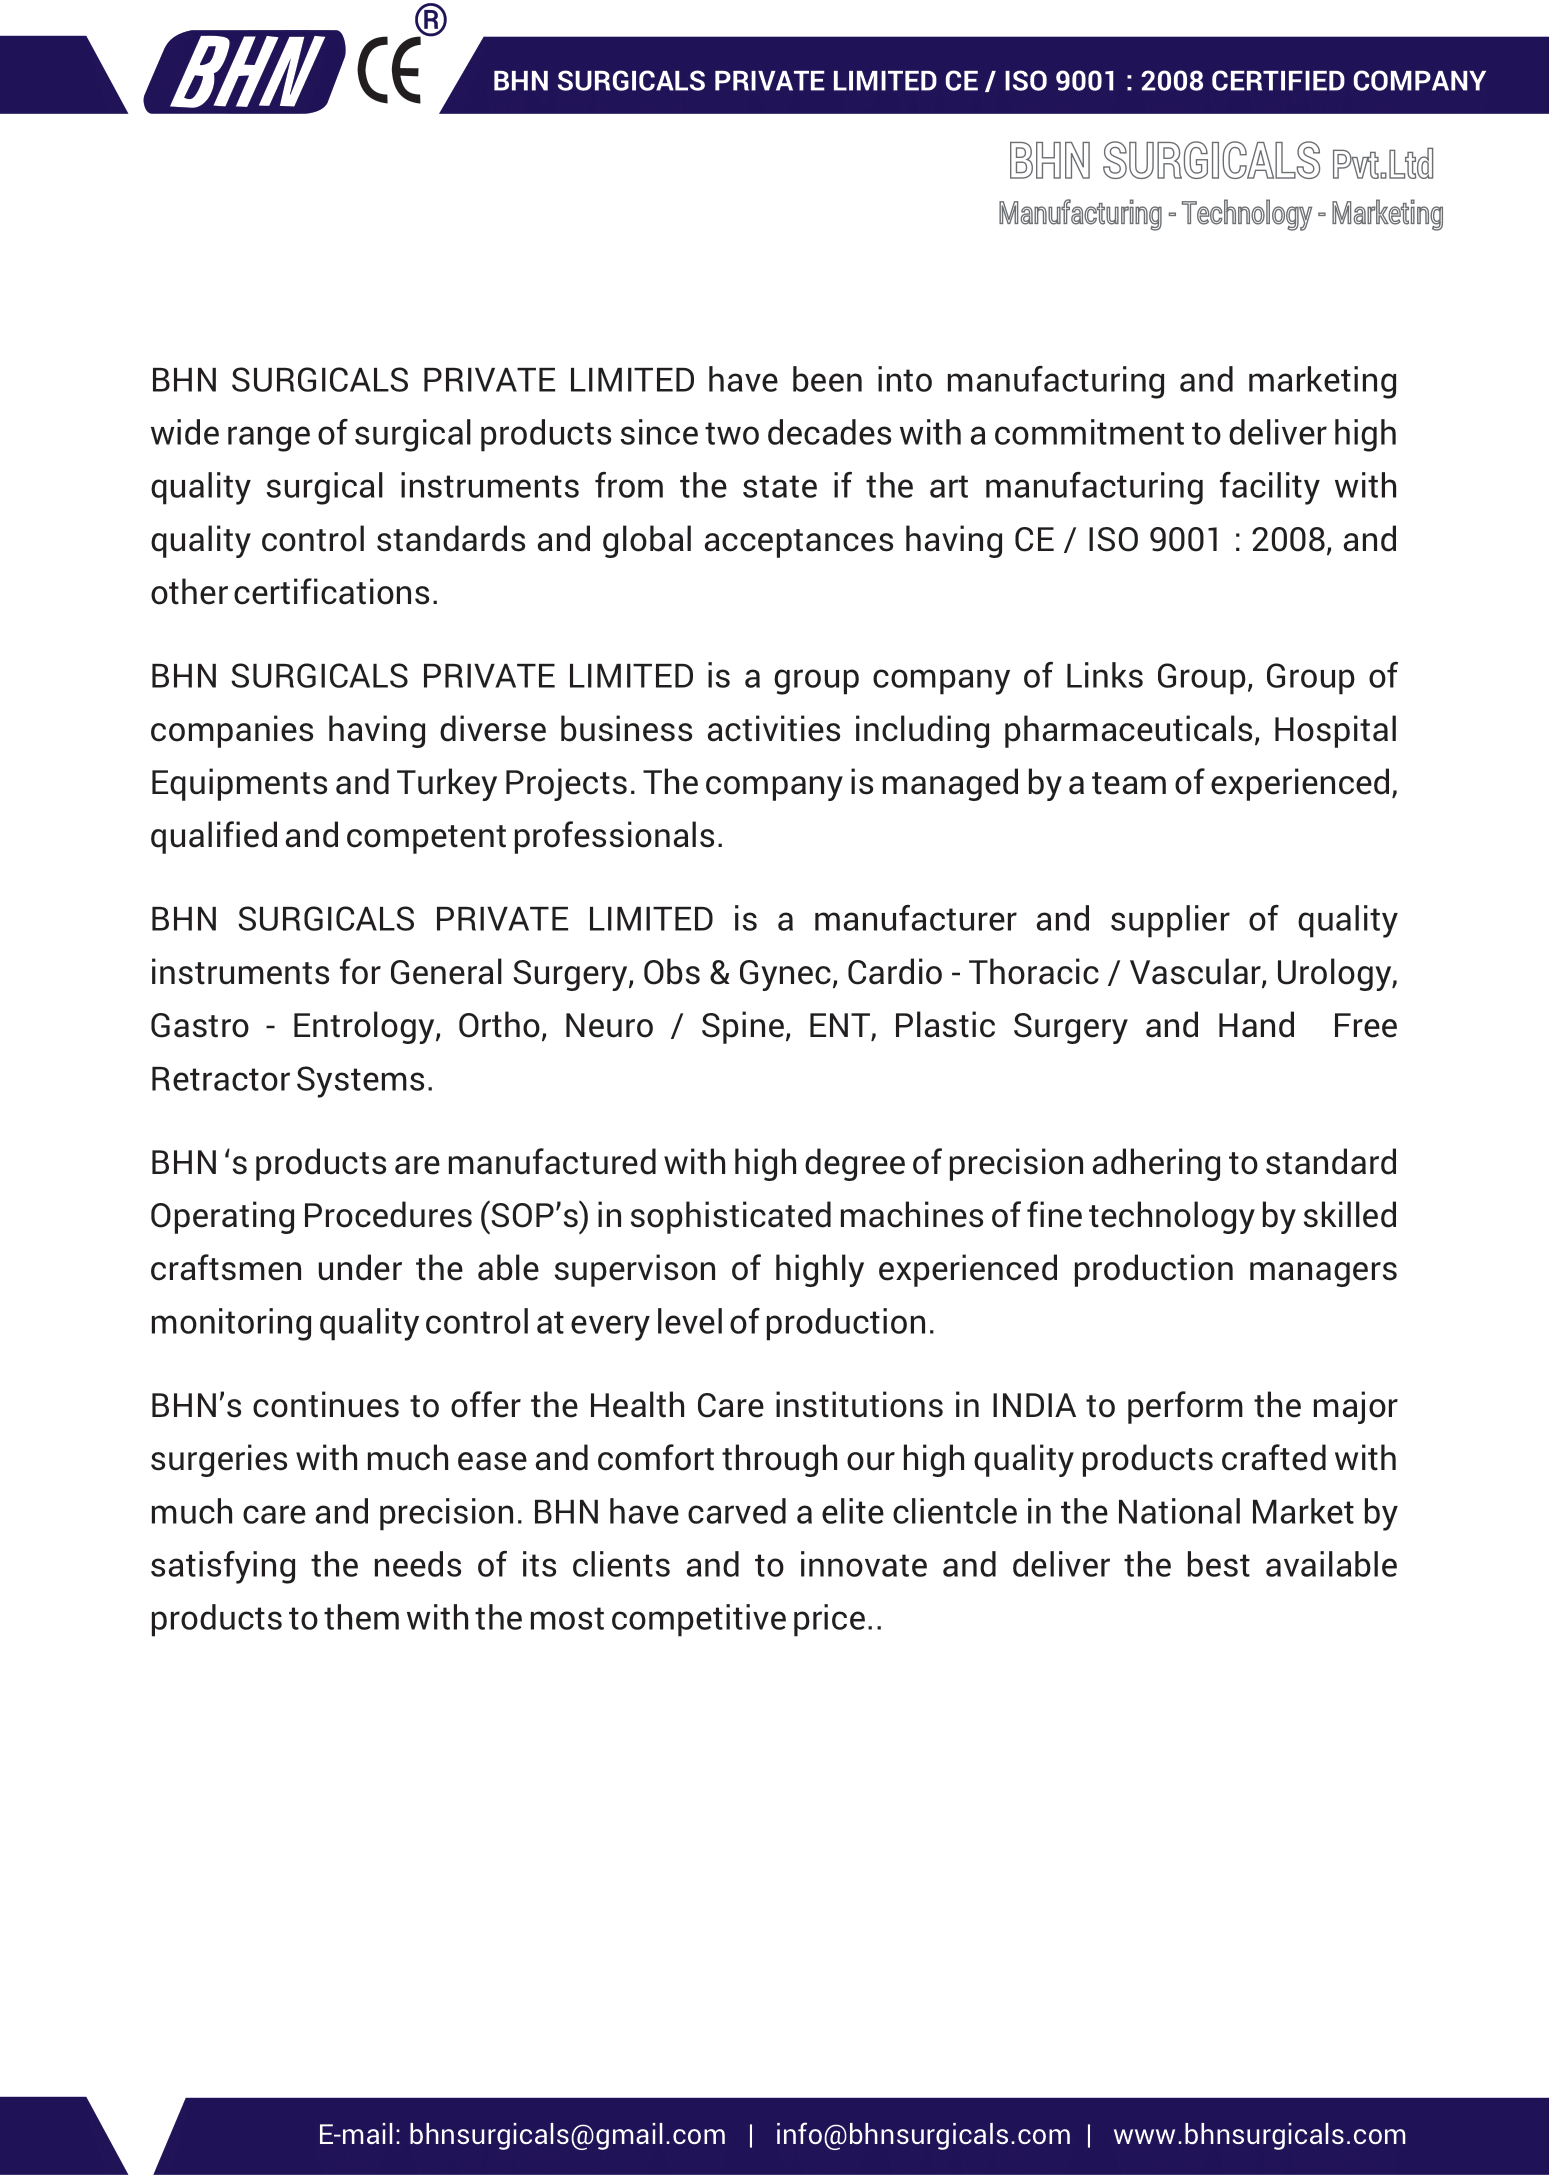 BHN CE ®
BHN SURGICALS PRIVATE LIMITED CE / ISO 9001 : 2008 CERTIFIED COMPANY
BHN SURGICALS Pvt.Ltd
Manufacturing - Technology - Marketing
BHN SURGICALS PRIVATE LIMITED have been into manufacturing and marketing
wide range of surgical products since two decades with a commitment to deliver high
quality surgical instruments from the state if the art manufacturing facility with
quality control standards and global acceptances having CE / ISO 9001 : 2008, and
other certifications.
BHN SURGICALS PRIVATE LIMITED is a group company of Links Group, Group of
companies having diverse business activities including pharmaceuticals, Hospital
Equipments and Turkey Projects. The company is managed by a team of experienced,
qualified and competent professionals.
BHN SURGICALS PRIVATE LIMITED is a manufacturer and supplier of quality
instruments for General Surgery, Obs & Gynec, Cardio - Thoracic / Vascular, Urology,
Gastro - Entrology, Ortho, Neuro / Spine, ENT, Plastic Surgery and Hand Free
Retractor Systems.
BHN ‘s products are manufactured with high degree of precision adhering to standard
Operating Procedures (SOP’s) in sophisticated machines of fine technology by skilled
craftsmen under the able supervison of highly experienced production managers
monitoring quality control at every level of production.
BHN’s continues to offer the Health Care institutions in INDIA to perform the major
surgeries with much ease and comfort through our high quality products crafted with
much care and precision. BHN have carved a elite clientcle in the National Market by
satisfying the needs of its clients and to innovate and deliver the best available
products to them with the most competitive price..
E-mail: bhnsurgicals@gmail.com | info@bhnsurgicals.com | www.bhnsurgicals.com